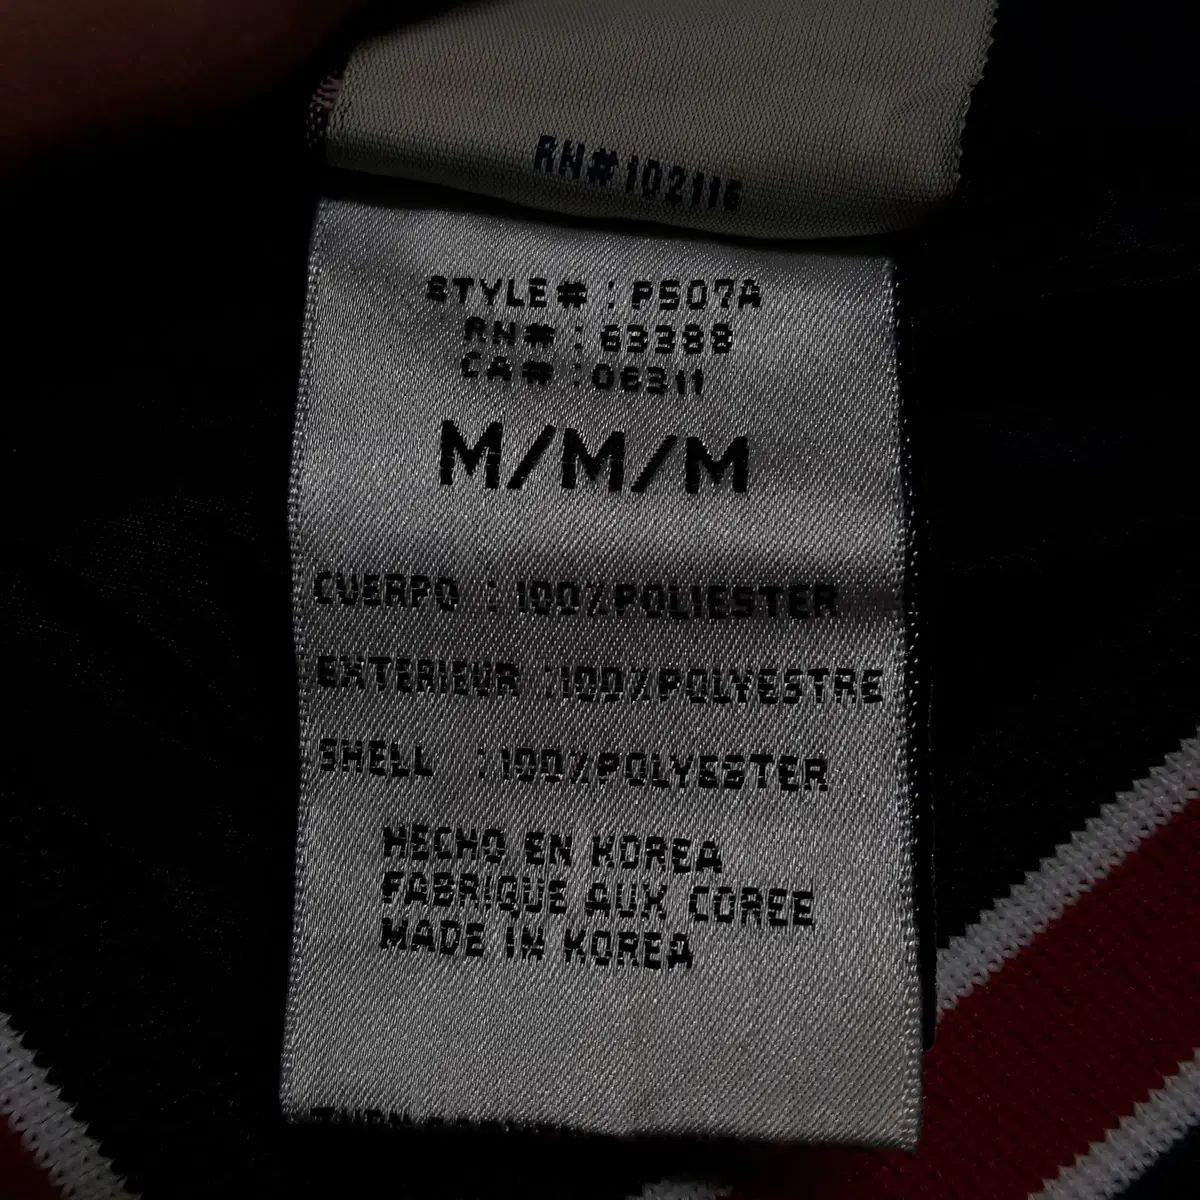 RN#102116
STYLE# : P507A
RN# : 63388
CA# : 06311
M/M/M
CUERPO : 100%POLIESTER
EXTERIEUR : 100%POLYESTRE
SHELL : 100%POLYESTER
HECHO EN KOREA
FABRIQUE AUX COREE
MADE IN KOREA